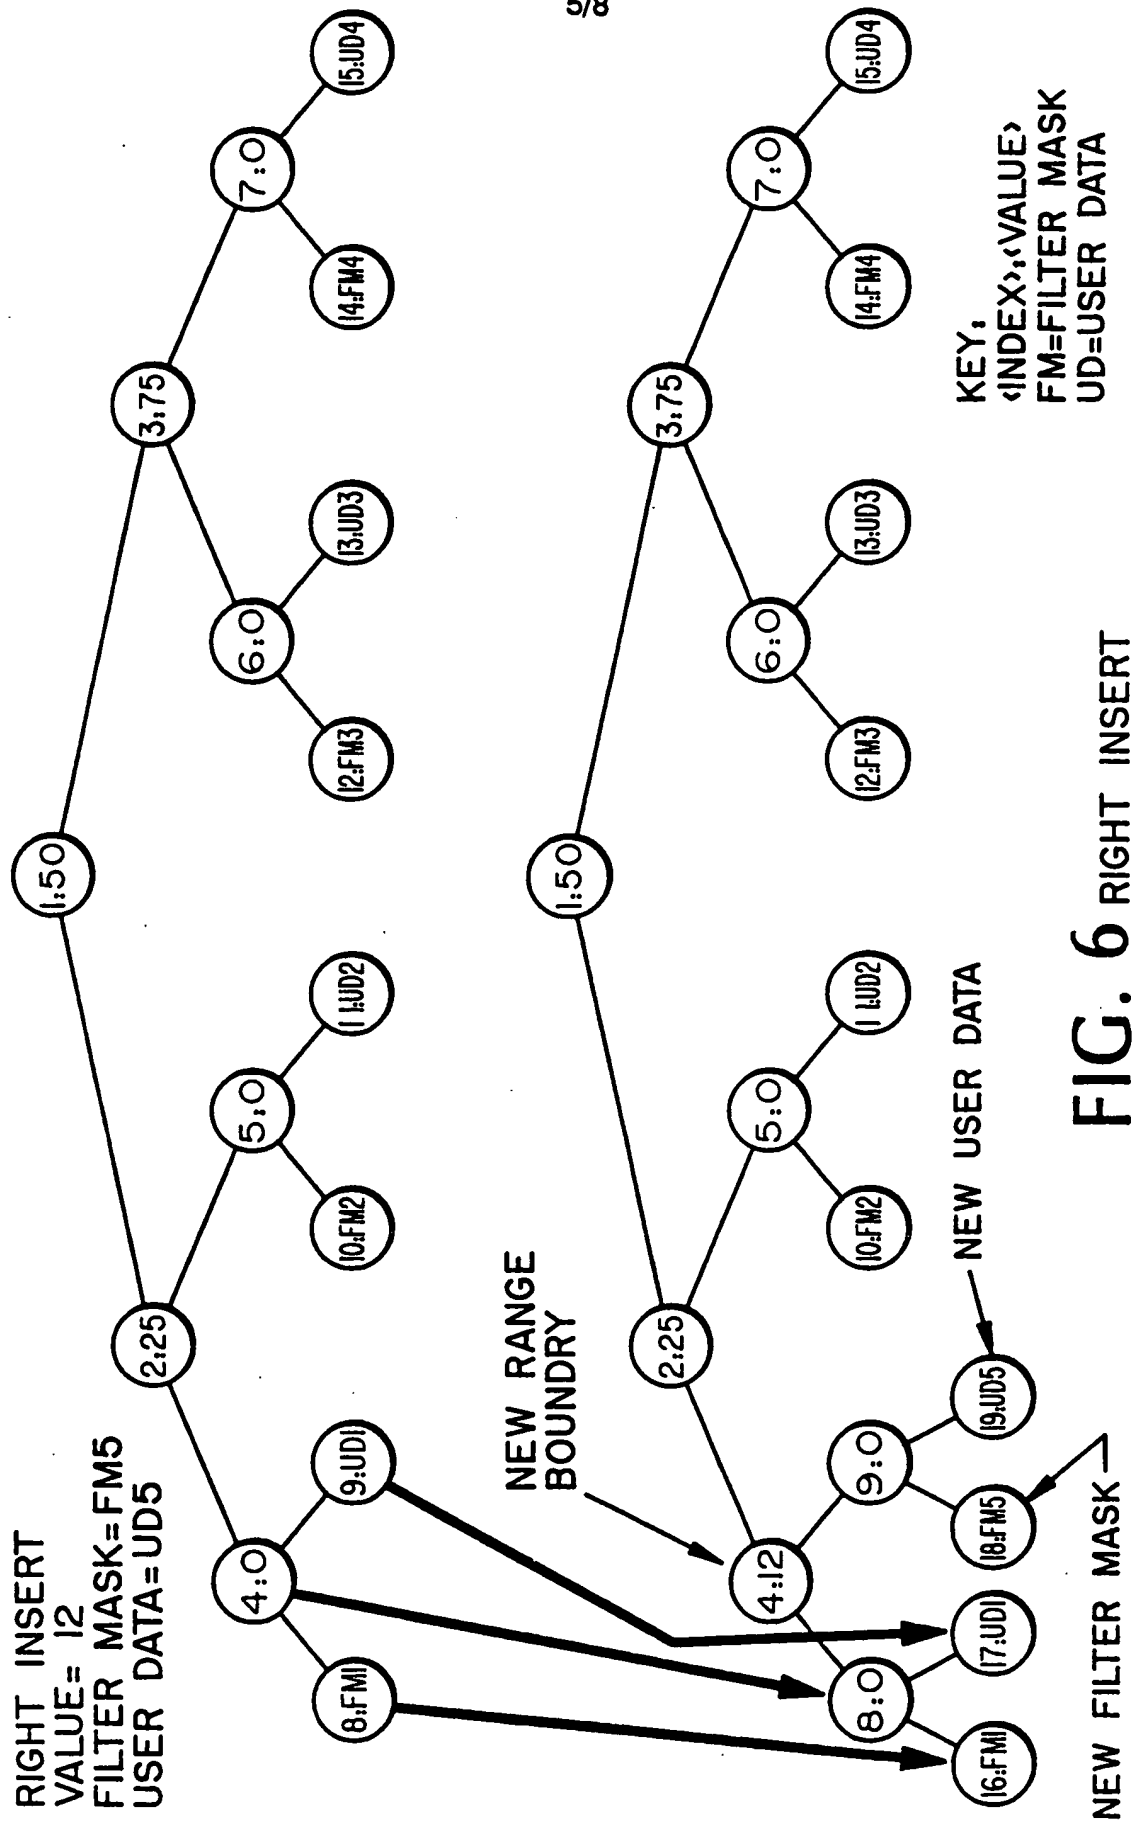 5/8
RIGHT INSERT
VALUE= 12
FILTER MASK=FM5
USER DATA=UD5
1:50
2:25
3:75
4:0
5:0
6:0
7:0
8:FM1
9:UD1
10:FM2
11:UD2
12:FM3
13:UD3
14:FM4
15:UD4
NEW RANGE
BOUNDRY
1:50
2:25
3:75
4:12
5:0
6:0
7:0
8:0
9:0
10:FM2
11:UD2
12:FM3
13:UD3
14:FM4
15:UD4
16:FM1
17:UD1
18:FM5
19:UD5
NEW USER DATA
NEW FILTER MASK
KEY:
<INDEX>:<VALUE>
FM=FILTER MASK
UD=USER DATA
FIG. 6 RIGHT INSERT